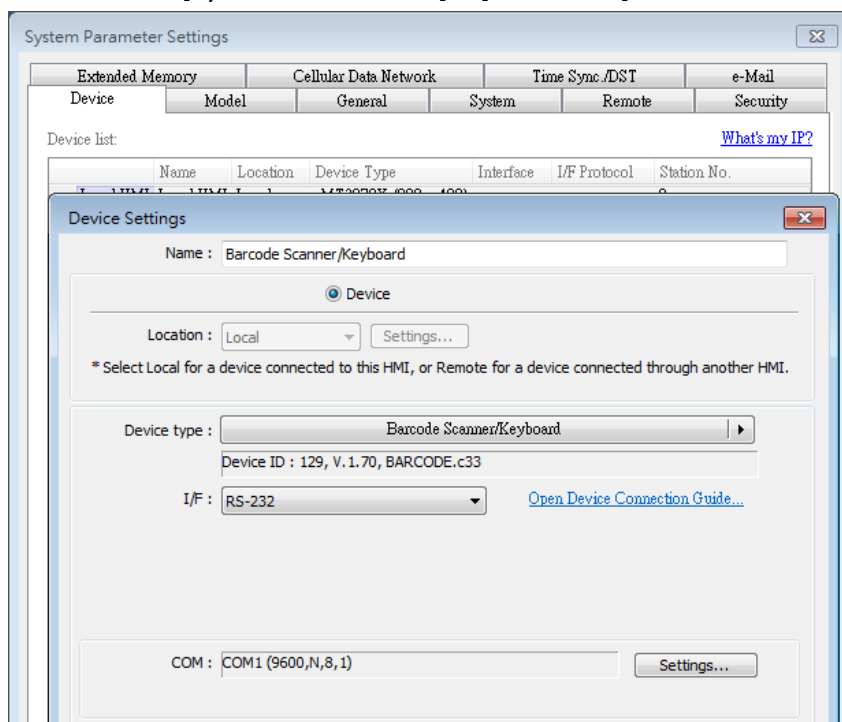 System Parameter Settings
Extended Memory Cellular Data Network Time Sync./DST e-Mail
Device Model General System Remote Security
Device list: What's my IP?
Name Location Device Type Interface I/F Protocol Station No.
Device Settings
Name : Barcode Scanner/Keyboard
Device
Location : Local Settings...
* Select Local for a device connected to this HMI, or Remote for a device connected through another HMI.
Device type : Barcode Scanner/Keyboard
Device ID : 129, V.1.70, BARCODE.c33
I/F : RS-232 Open Device Connection Guide...
COM : COM1 (9600,N,8,1) Settings...